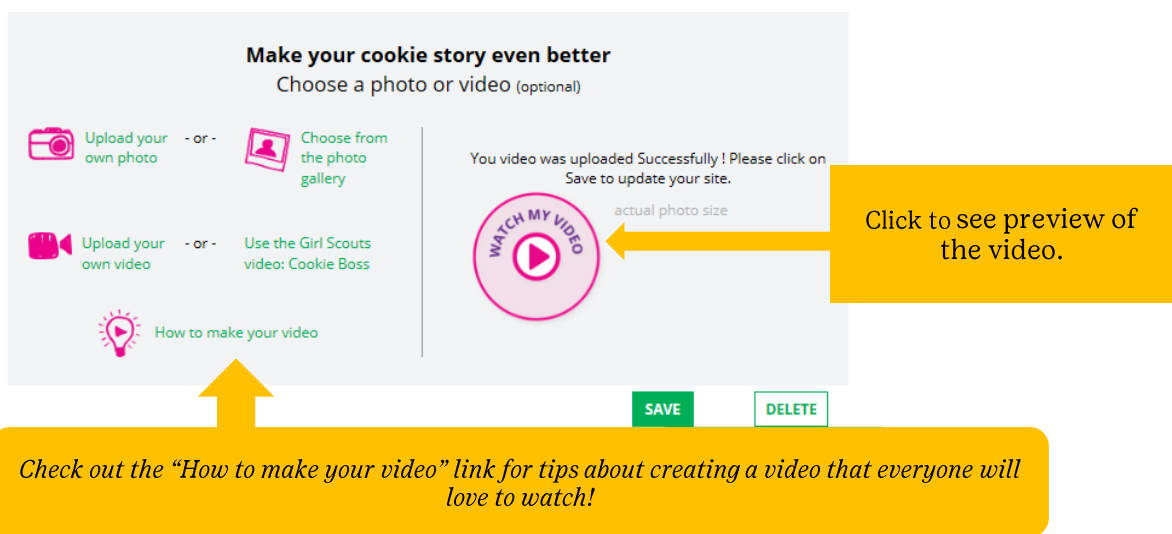 Make your cookie story even better
Choose a photo or video (optional)
Upload your own photo
- or -
Choose from the photo gallery
Upload your own video
- or -
Use the Girl Scouts video: Cookie Boss
How to make your video
You video was uploaded Successfully ! Please click on
Save to update your site.
actual photo size
WATCH MY VIDEO
Click to see preview of
the video.
SAVE
DELETE
Check out the “How to make your video” link for tips about creating a video that everyone will
love to watch!